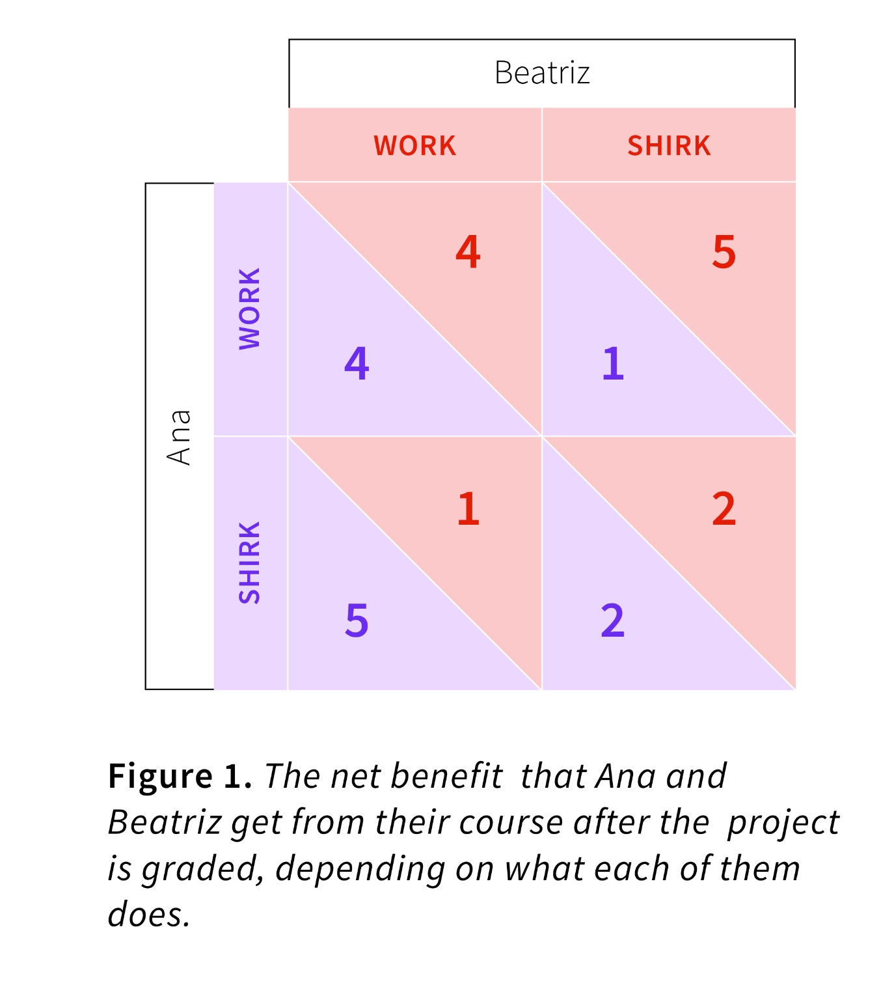 Beatriz
WORK SHIRK
Ana
WORK
4 5
4 1
SHIRK
1 2
5 2
Figure 1. The net benefit that Ana and
Beatriz get from their course after the project
is graded, depending on what each of them
does.